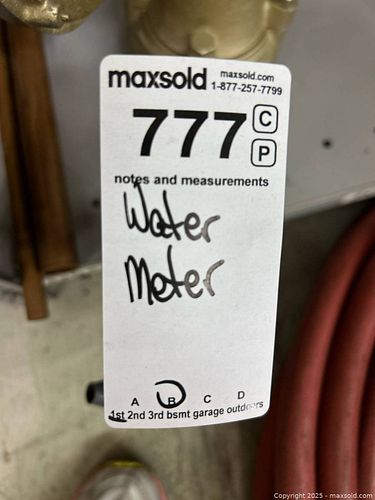 maxsold maxsold.com
1-877-257-7799
777 C
P
notes and measurements
Water
Meter
A B C D
1st 2nd 3rd bsmt garage outdoors
© 2025 - maxsold.com